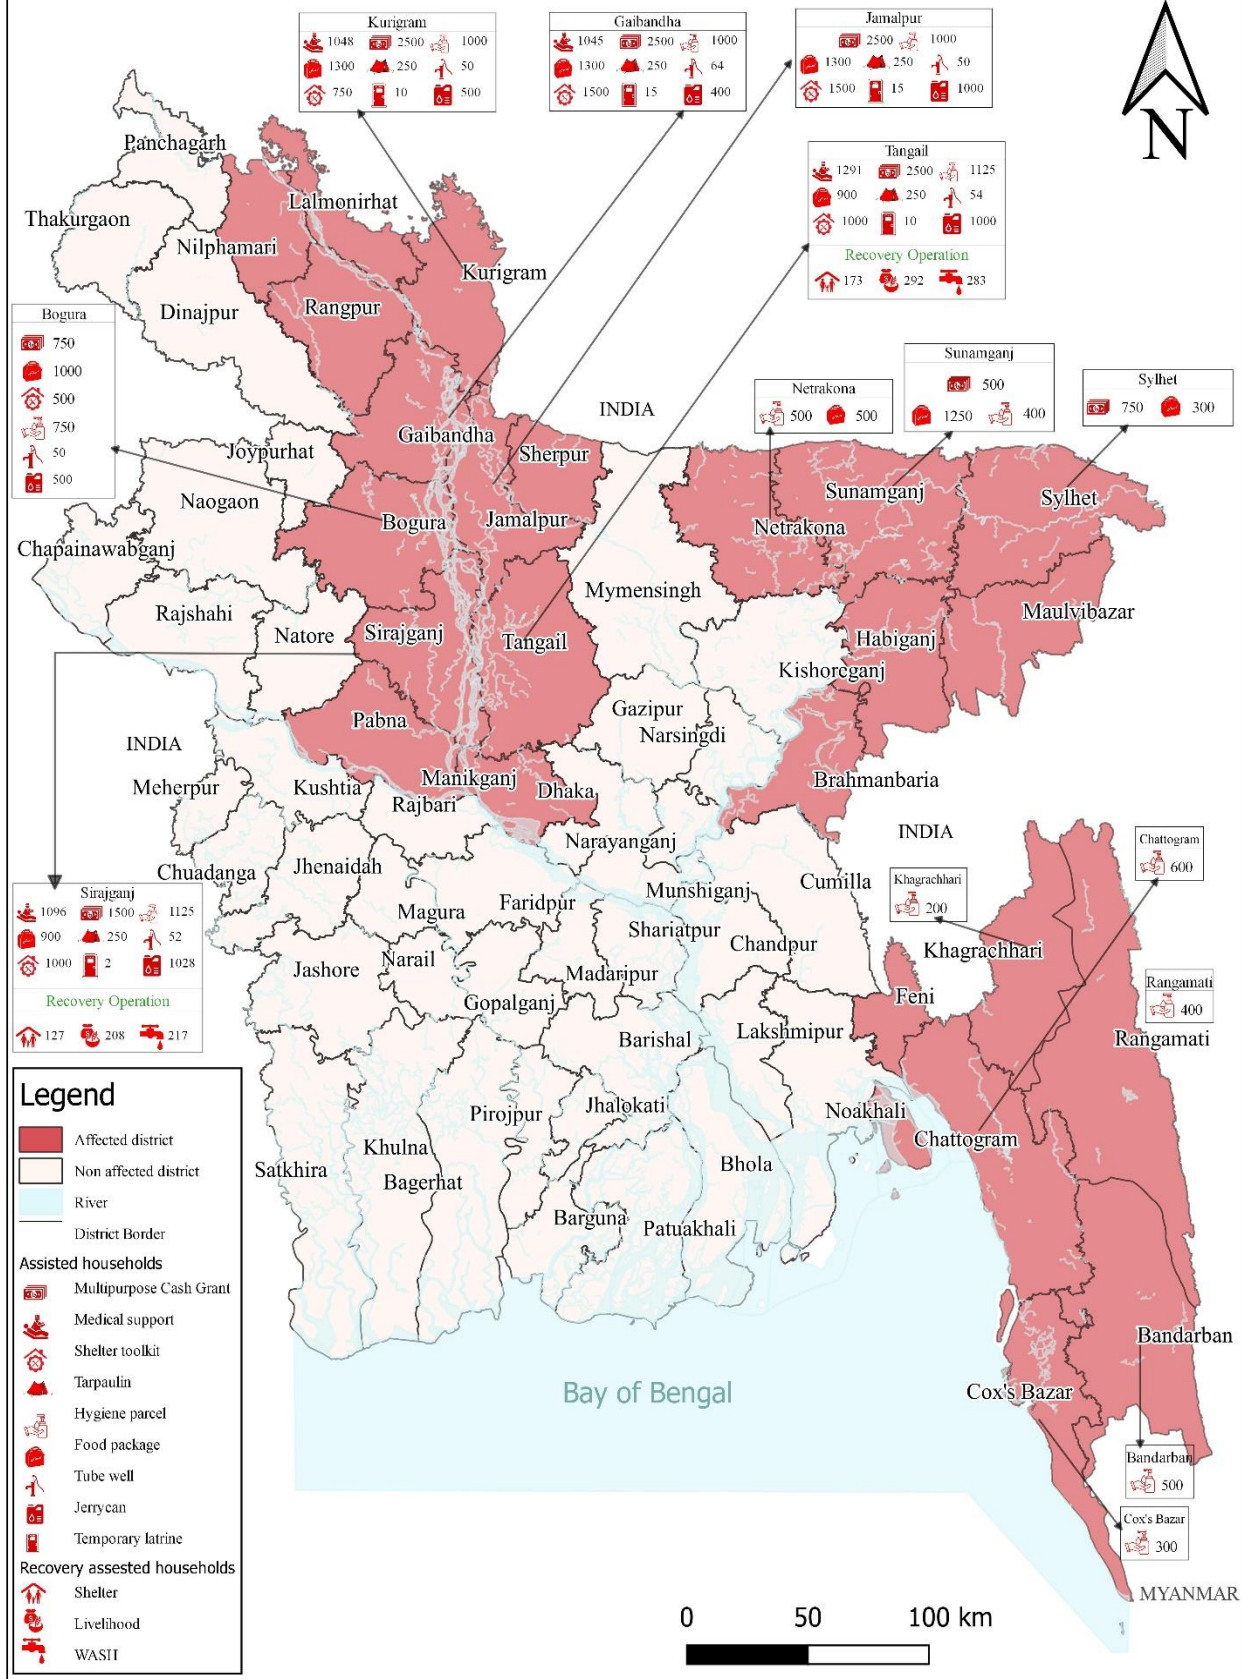 Kurigram
1048 2500 1000
1300 250 50
750 10 500
Gaibandha
1045 2500 1000
1300 250 64
1500 15 400
Jamalpur
2500 1000
1300 250 50
1500 15 1000
N
Tangail
1291 2500 1125
900 250 54
1000 10 1000
Recovery Operation
173 292 283
Bogura
750
1000
500
750
50
500
Netrakona
500 500
Sunamganj
500
1250 400
Sylhet
750 300
Panchagarh
Thakurgaon
Lalmonirhat
Nilphamari
Kurigram
Dinajpur
Rangpur
INDIA
Gaibandha
Joypurhat
Sherpur
Naogaon
Sunamganj
Sylhet
Bogura
Jamalpur
Netrakona
Chapainawabganj
Mymensingh
Rajshahi
Natore
Sirajganj
Tangail
Habiganj
Maulvibazar
Kishoreganj
Pabna
Gazipur
Narsingdi
INDIA
Meherpur
Kushtia
Manikganj
Dhaka
Brahmanbaria
Rajbari
INDIA
Narayanganj
Chuadanga
Jhenaidah
Munshiganj
Cumilla
Magura
Faridpur
Shariatpur
Chandpur
Khagrachhari
Jashore
Narail
Madaripur
Gopalganj
Feni
Barishal
Lakshmipur
Rangamati
Noakhali
Pirojpur
Jhalokati
Chattogram
Satkhira
Khulna
Bagerhat
Bhola
Barguna
Patuakhali
Bandarban
Cox's Bazar
Bay of Bengal
MYANMAR
Sirajganj
1096 1500 1125
900 250 52
1000 2 1028
Recovery Operation
127 208 217
Chattogram
600
Khagrachhari
200
Rangamati
400
Bandarban
500
Cox's Bazar
300
Legend
Affected district
Non affected district
River
District Border
Assisted households
Multipurpose Cash Grant
Medical support
Shelter toolkit
Tarpaulin
Hygiene parcel
Food package
Tube well
Jerrycan
Temporary latrine
Recovery assested households
Shelter
Livelihood
WASH
0 50 100 km